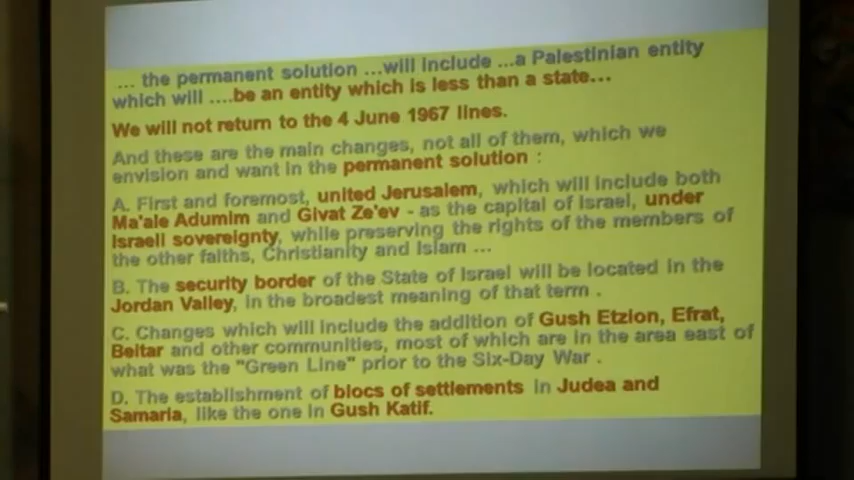 ... the permanent solution ...will include ...a Palestinian entity
which will ....be an entity which is less than a state...
We will not return to the 4 June 1967 lines.
And these are the main changes, not all of them, which we
envision and want in the permanent solution :
A. First and foremost, united Jerusalem, which will include both
Ma'ale Adumim and Givat Ze'ev - as the capital of Israel, under
Israeli sovereignty, while preserving the rights of the members of
the other faiths, Christianity and Islam ...
B. The security border of the State of Israel will be located in the
Jordan Valley, in the broadest meaning of that term .
C. Changes which will include the addition of Gush Etzion, Efrat,
Beitar and other communities, most of which are in the area east of
what was the "Green Line" prior to the Six-Day War .
D. The establishment of blocs of settlements in Judea and
Samaria, like the one in Gush Katif.